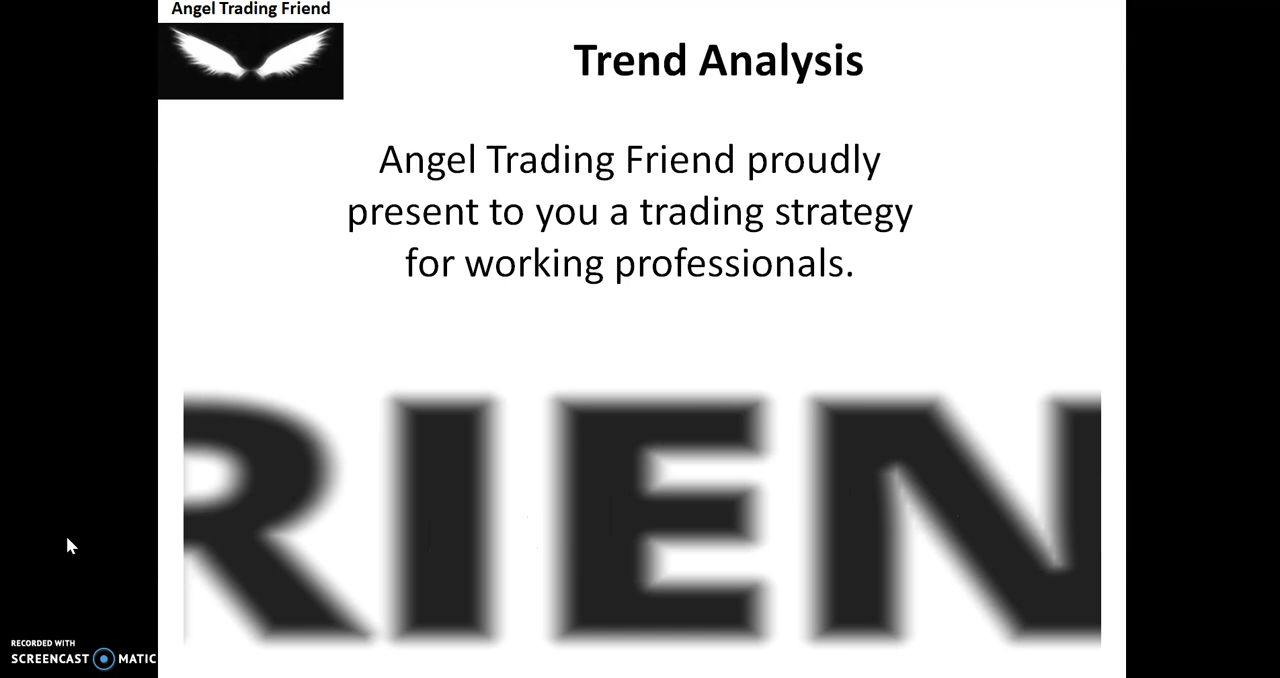 Angel Trading Friend
Trend Analysis
Angel Trading Friend proudly
present to you a trading strategy
for working professionals.
RIEN
RECORDED WITH
SCREENCAST MATIC